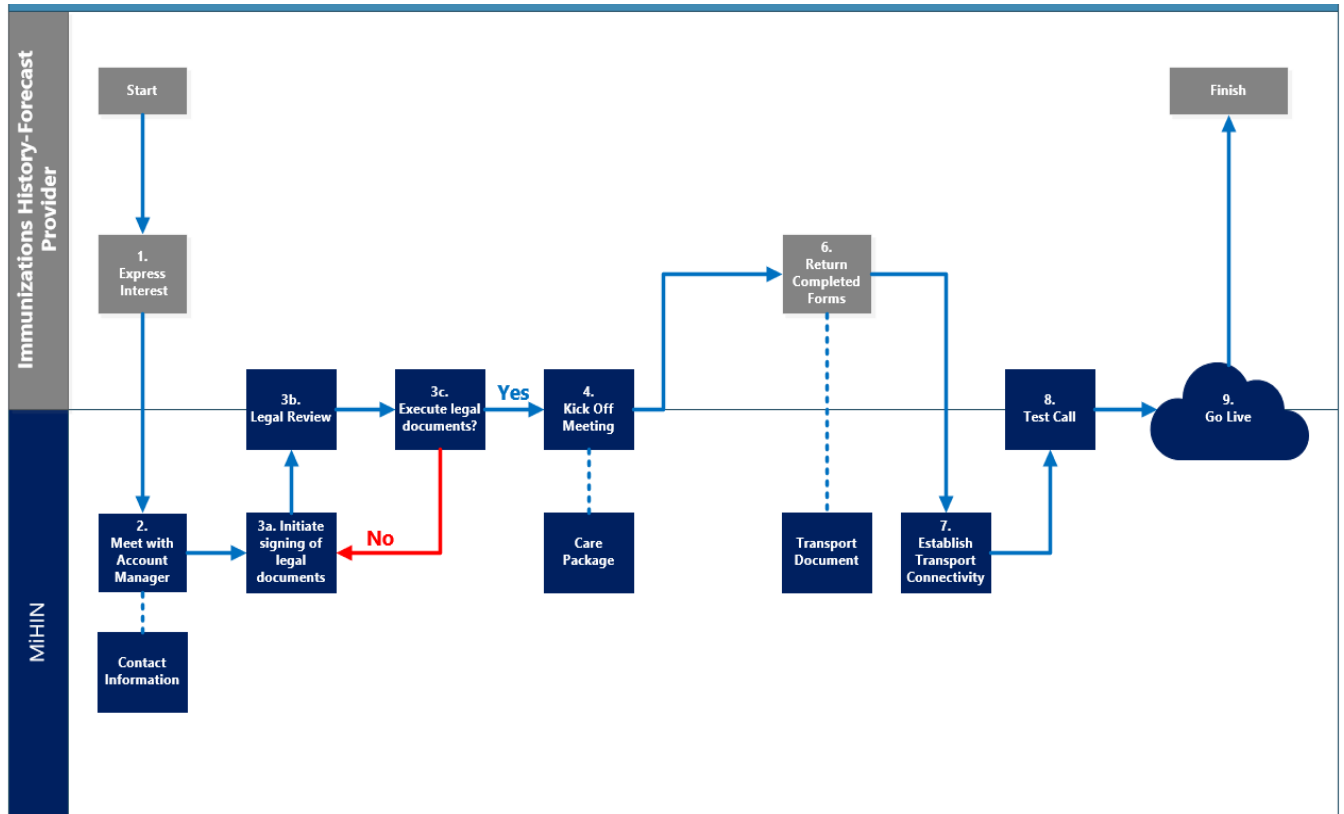 Immunizations History-Forecast
Provider
Start
Finish
1.
Express
Interest
6.
Return
Completed
Forms
3b.
Legal Review
3c.
Execute legal
documents?
Yes
4.
Kick Off
Meeting
8.
Test Call
9.
Go Live
MiHIN
2.
Meet with
Account
Manager
3a. Initiate
signing of
legal
documents
No
Care
Package
Transport
Document
7.
Establish
Transport
Connectivity
Contact
Information